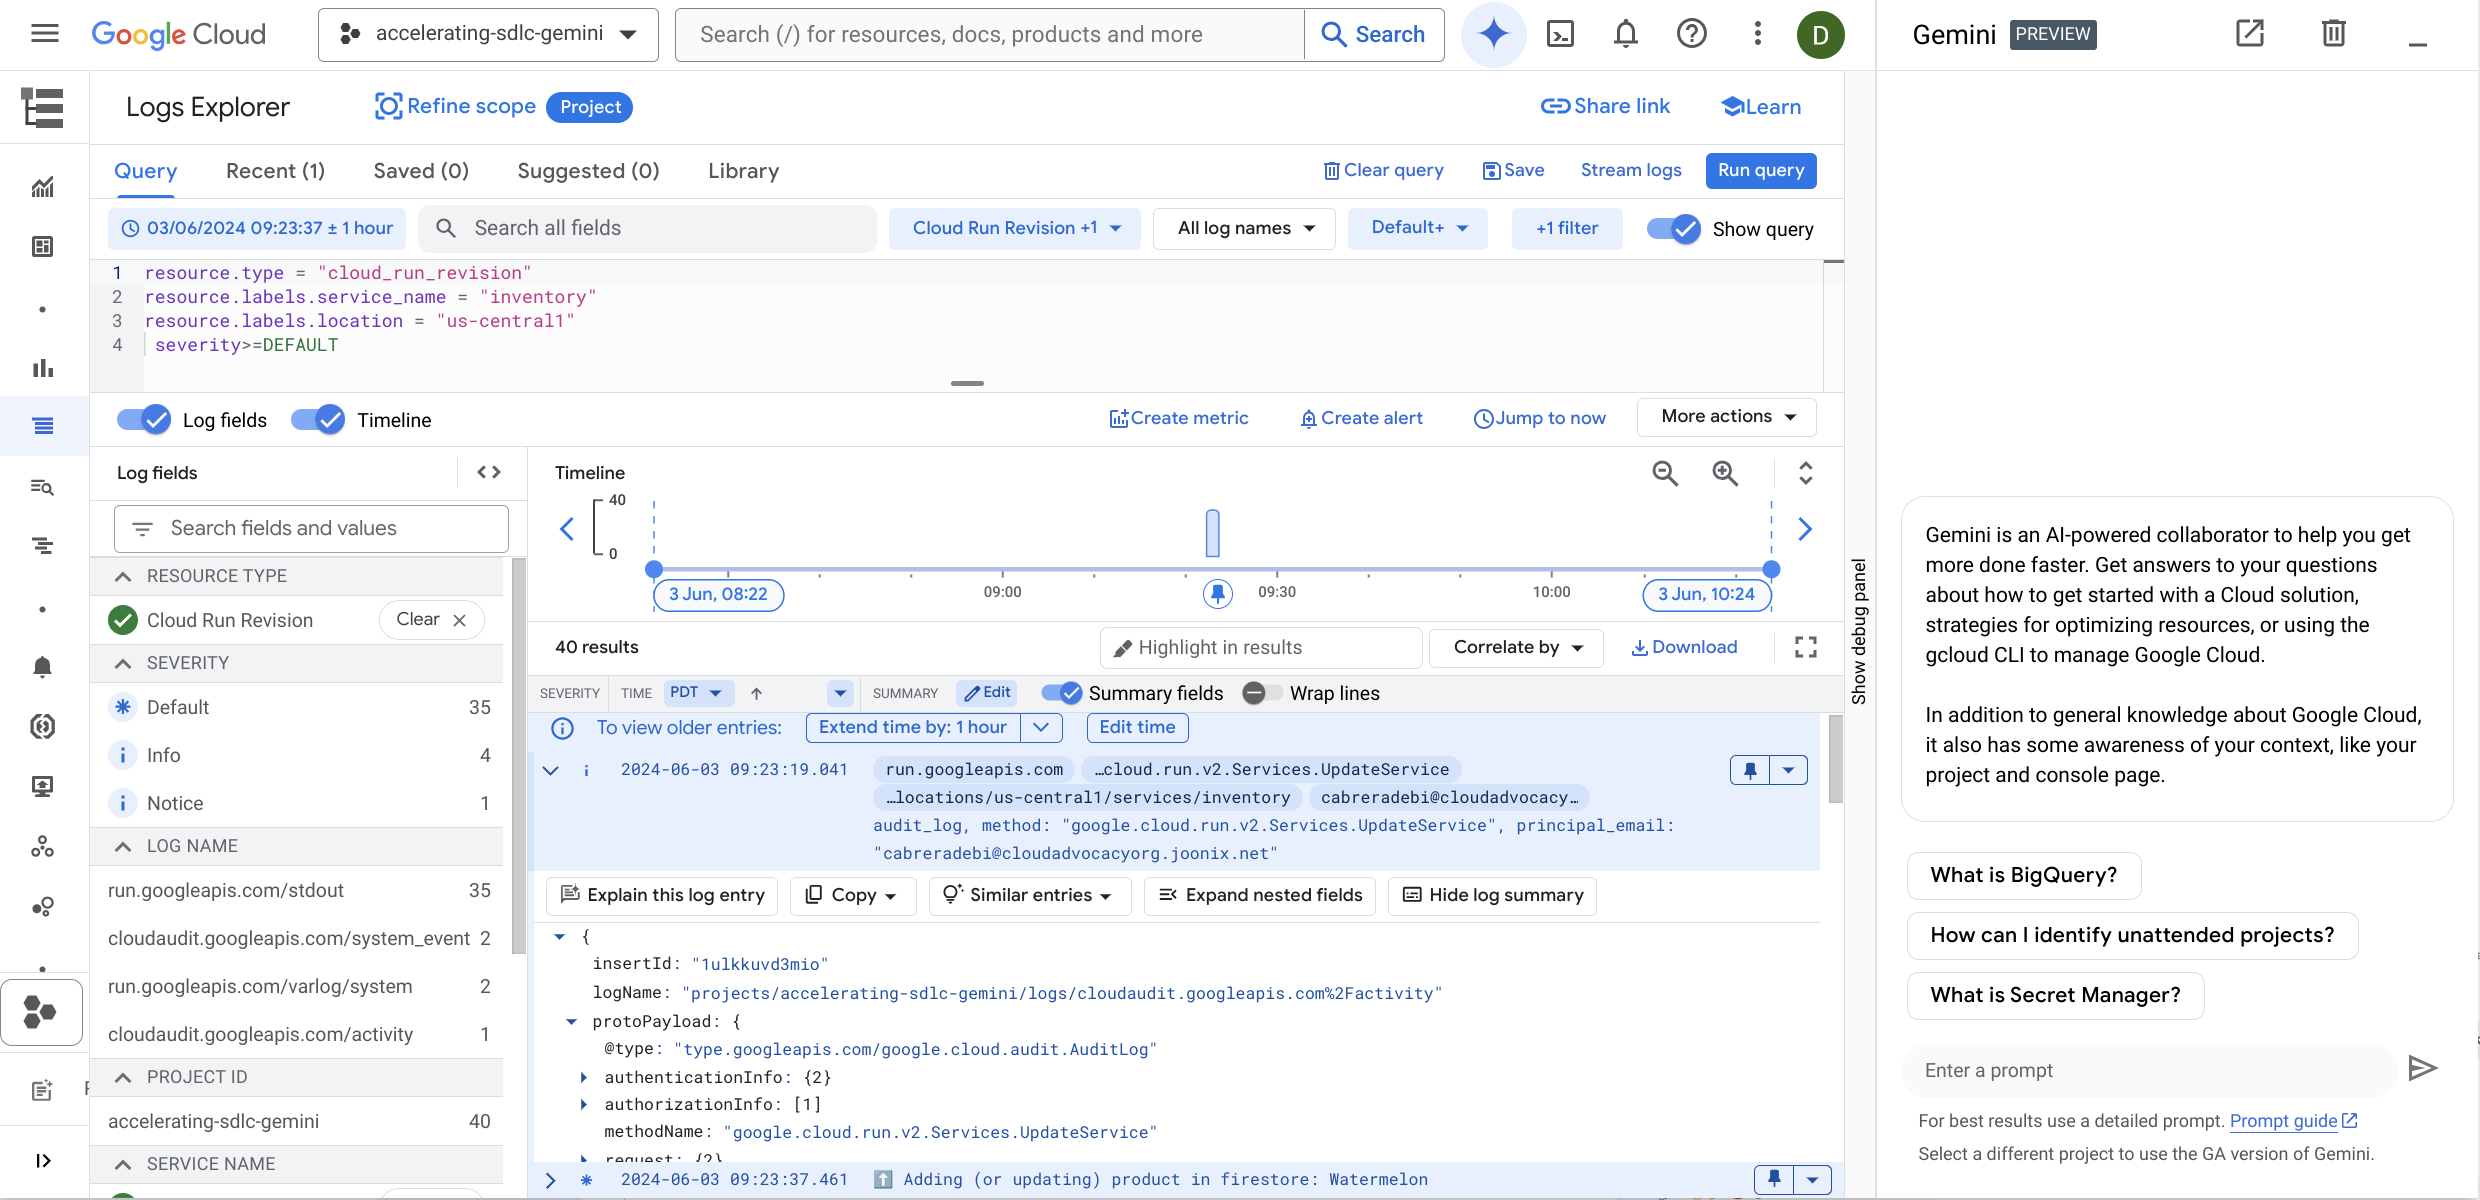 Google Cloud
accelerating-sdlc-gemini
Search (/) for resources, docs, products and more
Search
D
Gemini PREVIEW
Logs Explorer
Refine scope
Project
Share link
Learn
Query
Recent (1)
Saved (0)
Suggested (0)
Library
Clear query
Save
Stream logs
Run query
03/06/2024 09:23:37 ± 1 hour
Search all fields
Cloud Run Revision +1
All log names
Default+
+1 filter
Show query
1 resource.type = "cloud_run_revision"
2 resource.labels.service_name = "inventory"
3 resource.labels.location = "us-central1"
4 severity>=DEFAULT
Log fields
Timeline
Create metric
Create alert
Jump to now
More actions
Log fields
Search fields and values
RESOURCE TYPE
Cloud Run Revision
Clear
SEVERITY
Default 35
Info 4
Notice 1
LOG NAME
run.googleapis.com/stdout 35
cloudaudit.googleapis.com/system_event 2
run.googleapis.com/varlog/system 2
cloudaudit.googleapis.com/activity 1
PROJECT ID
accelerating-sdlc-gemini 40
SERVICE NAME
Timeline
40
0
3 Jun, 08:22
09:00
09:30
10:00
3 Jun, 10:24
40 results
Highlight in results
Correlate by
Download
SEVERITY
TIME
PDT
SUMMARY
Edit
Summary fields
Wrap lines
To view older entries:
Extend time by: 1 hour
Edit time
2024-06-03 09:23:19.041
run.googleapis.com
…cloud.run.v2.Services.UpdateService
…locations/us-central1/services/inventory
cabreradebi@cloudadvocacy…
audit_log, method: "google.cloud.run.v2.Services.UpdateService", principal_email:
"cabreradebi@cloudadvocacyorg.joonix.net"
Explain this log entry
Copy
Similar entries
Expand nested fields
Hide log summary
{
insertId: "1ulkkuvd3mio"
logName: "projects/accelerating-sdlc-gemini/logs/cloudaudit.googleapis.com%2Factivity"
protoPayload: {
@type: "type.googleapis.com/google.cloud.audit.AuditLog"
authenticationInfo: {2}
authorizationInfo: [1]
methodName: "google.cloud.run.v2.Services.UpdateService"
request: {2}
2024-06-03 09:23:37.461
Adding (or updating) product in firestore: Watermelon
Show debug panel
Gemini is an AI-powered collaborator to help you get
more done faster. Get answers to your questions
about how to get started with a Cloud solution,
strategies for optimizing resources, or using the
gcloud CLI to manage Google Cloud.
In addition to general knowledge about Google Cloud,
it also has some awareness of your context, like your
project and console page.
What is BigQuery?
How can I identify unattended projects?
What is Secret Manager?
Enter a prompt
For best results use a detailed prompt. Prompt guide
Select a different project to use the GA version of Gemini.